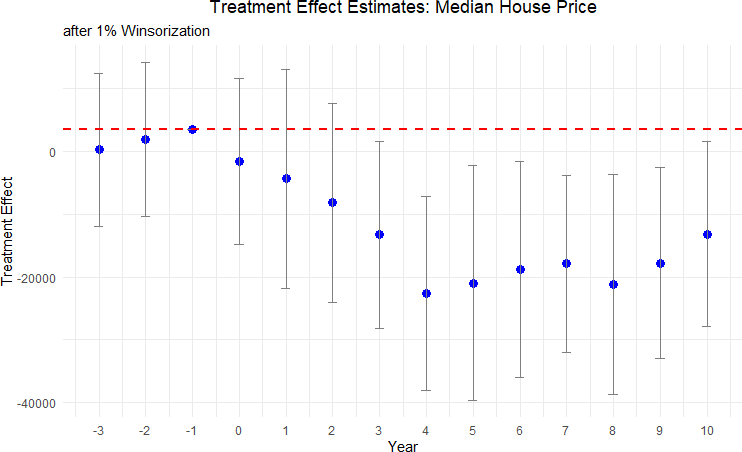 Treatment Effect Estimates: Median House Price
after 1% Winsorization
Treatment Effect
0
-20000
-40000
-3 -2 -1 0 1 2 3 4 5 6 7 8 9 10
Year